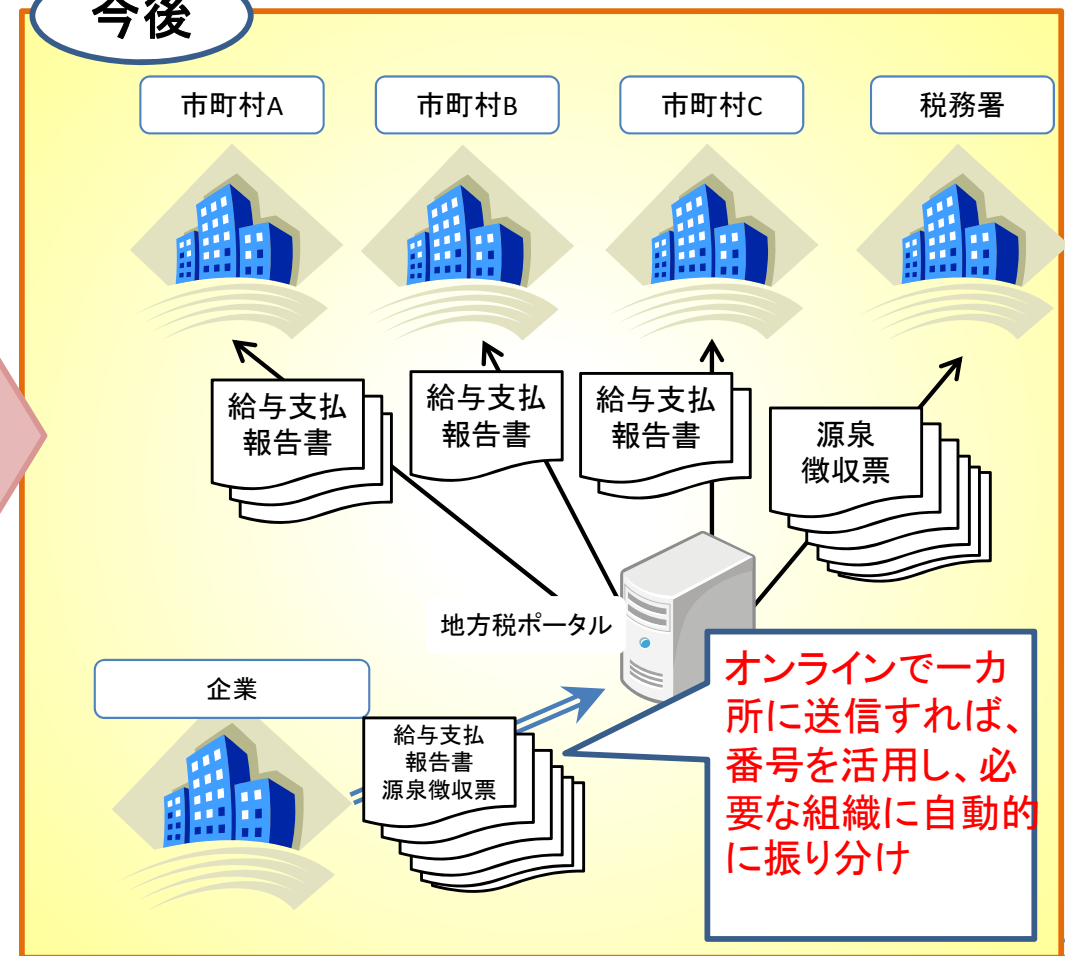 今後
市町村A
市町村B
市町村C
税務署
給与支払
報告書
給与支払
報告書
給与支払
報告書
源泉
徴収票
地方税ポータル
企業
給与支払
報告書
源泉徴収票
オンラインで一カ
所に送信すれば、
番号を活用し、必
要な組織に自動的
に振り分け